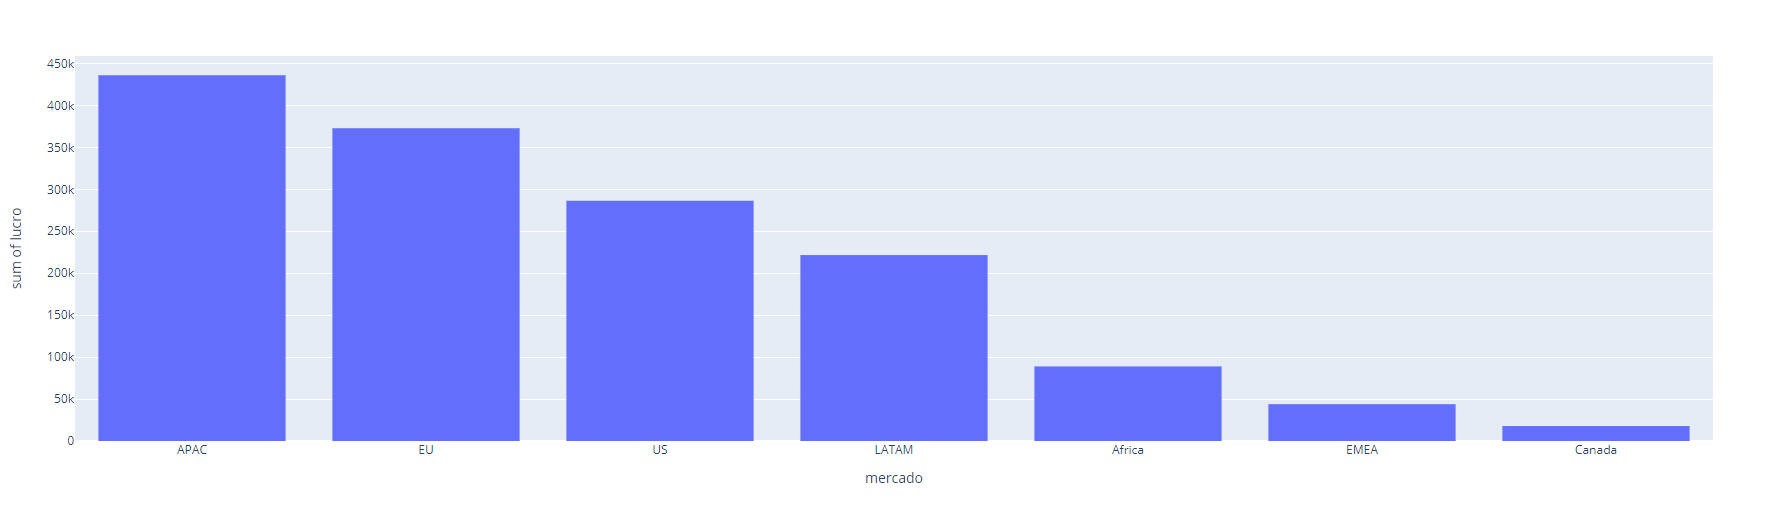 450k
400k
350k
300k
250k
200k
150k
100k
50k
0
sum of lucro
APAC EU US LATAM Africa EMEA Canada
mercado